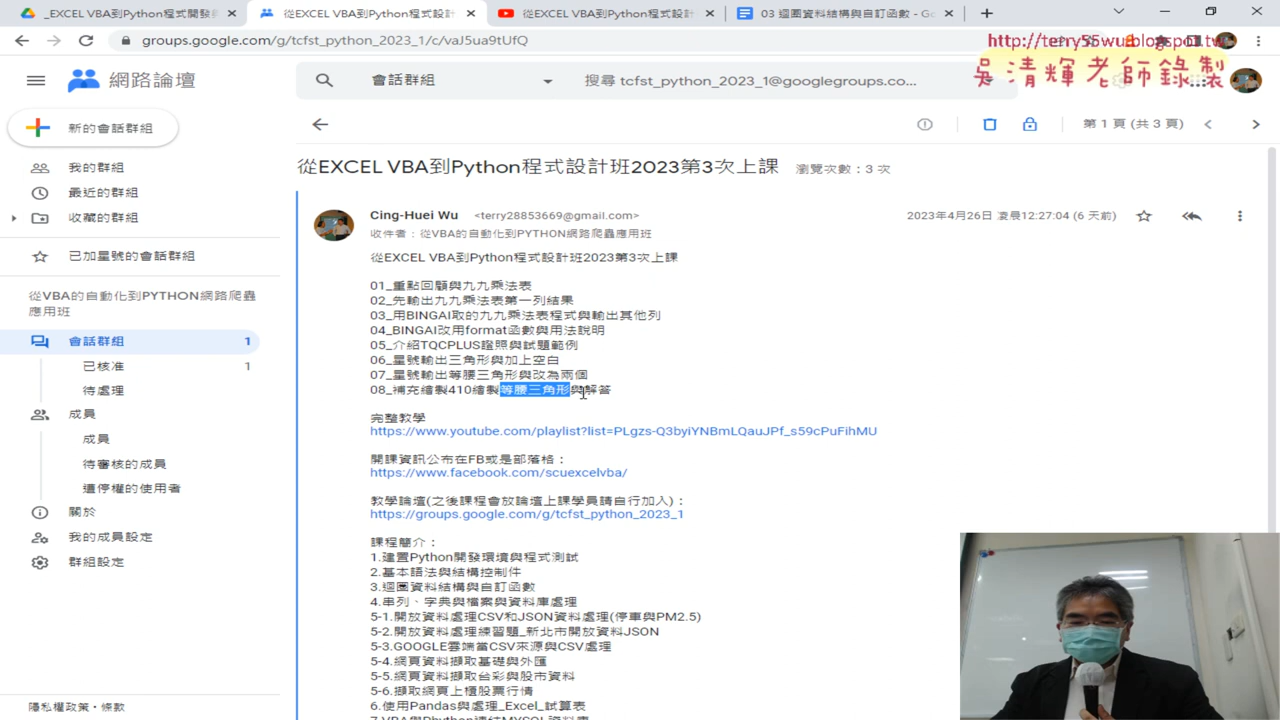 _EXCEL VBA到Python程式開發
從EXCEL VBA到Python程式設計
從EXCEL VBA到Python程式設計
03 迴圈資料結構與自訂函數 - Go
groups.google.com/g/tcfst_python_2023_1/c/vaJ5ua9tUfQ
http://terry55wu.blogspot.tw
吳清輝老師錄製
網路論壇
會話群組
搜尋 tcfst_python_2023_1@googlegroups.co...
新的會話群組
第 1 頁 (共 3 頁)
我的群組
最近的群組
收藏的群組
已加星號的會話群組
從VBA的自動化到PYTHON網路爬蟲
應用班
會話群組 1
已核准 1
待處理
成員
成員
待審核的成員
遭停權的使用者
關於
我的成員設定
群組設定
隱私權政策・條款
從EXCEL VBA到Python程式設計班2023第3次上課 瀏覽次數：3 次
Cing-Huei Wu <terry28853669@gmail.com>
2023年4月26日 凌晨12:27:04 (6 天前)
收件者：從VBA的自動化到PYTHON網路爬蟲應用班
從EXCEL VBA到Python程式設計班2023第3次上課
01_重點回顧與九九乘法表
02_先輸出九九乘法表第一列結果
03_用BINGAI取的九九乘法表程式與輸出其他列
04_BINGAI改用format函數與用法說明
05_介紹TQCPLUS證照與試題範例
06_星號輸出三角形與加上空白
07_星號輸出等腰三角形與改為兩個
08_補充繪製410繪製等腰三角形與解答
完整教學
https://www.youtube.com/playlist?list=PLgzs-Q3byiYNBmLQauJPf_s59cPuFihMU
開課資訊公布在FB或是部落格：
https://www.facebook.com/scuexcelvba/
教學論壇(之後課程會放論壇上課學員請自行加入)：
https://groups.google.com/g/tcfst_python_2023_1
課程簡介：
1.建置Python開發環境與程式測試
2.基本語法與結構控制件
3.迴圈資料結構與自訂函數
4.串列、字典與檔案與資料庫處理
5-1.開放資料處理CSV和JSON資料處理(停車與PM2.5)
5-2.開放資料處理練習題_新北市開放資料JSON
5-3.GOOGLE雲端當CSV來源與CSV處理
5-4.網頁資料擷取基礎與外匯
5-5.網頁資料擷取台彩與股市資料
5-6.擷取網頁上櫃股票行情
6.使用Pandas與處理_Excel_試算表